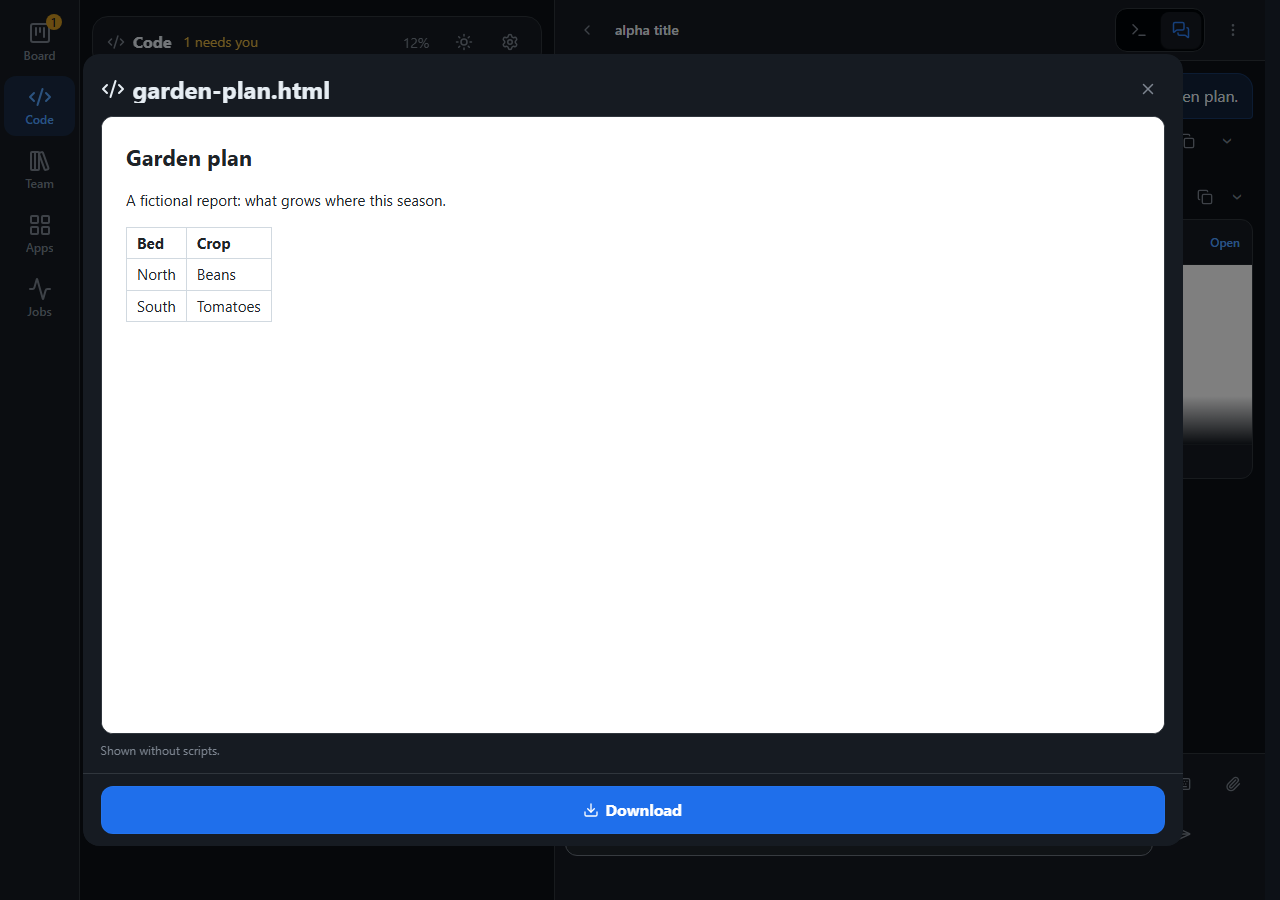 1
Board
Code
Team
Apps
Jobs
Code 1 needs you
12%
alpha title
en plan.
Open
garden-plan.html
Garden plan
A fictional report: what grows where this season.
Bed Crop
North Beans
South Tomatoes
Shown without scripts.
Download